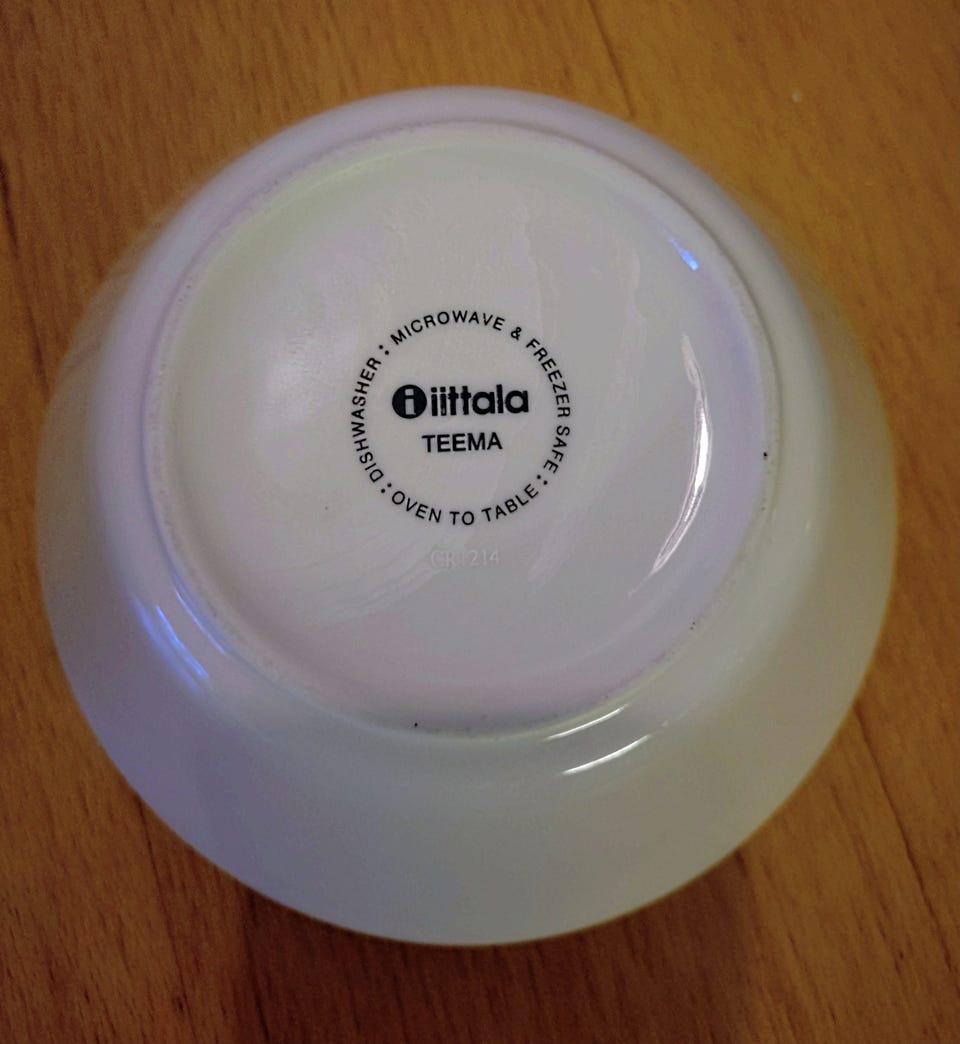 DISHWASHER : MICROWAVE & FREEZER SAFE : OVEN TO TABLE :
iittala
TEEMA